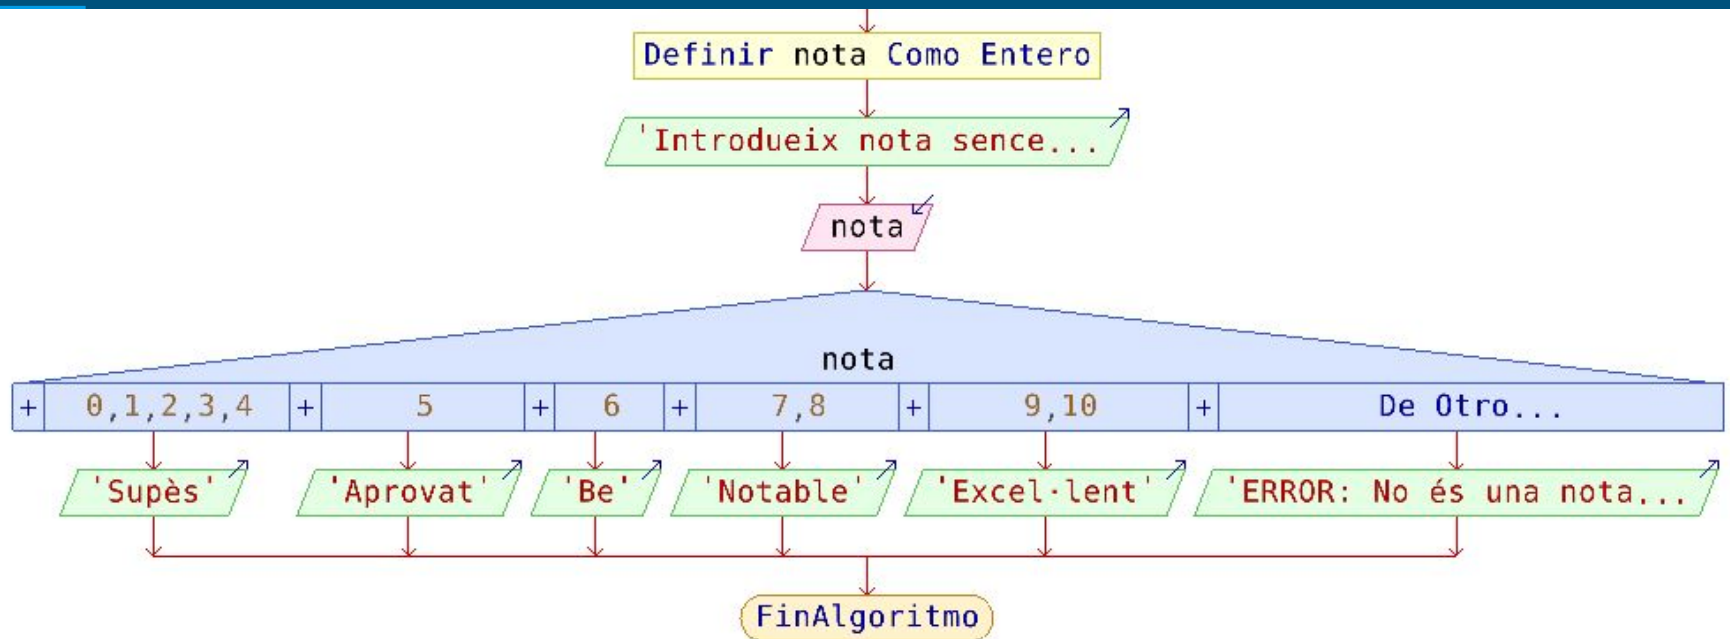 Definir nota Como Entero
'Introdueix nota sence...
nota
nota
+ 0,1,2,3,4 + 5 + 6 + 7,8 + 9,10 + De Otro...
'Supès' 'Aprovat' 'Be' 'Notable' 'Excel·lent' 'ERROR: No és una nota...
FinAlgoritmo